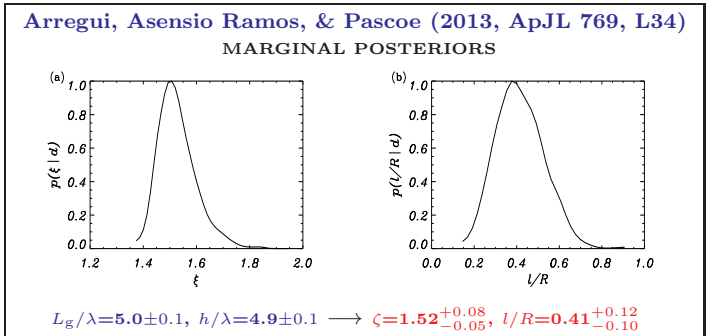 Arregui, Asensio Ramos, & Pascoe (2013, ApJL 769, L34)
MARGINAL POSTERIORS
(a)
1.0
0.8
0.6
0.4
0.2
0.0
p(ξ | d)
1.2 1.4 1.6 1.8 2.0
ξ
(b)
1.0
0.8
0.6
0.4
0.2
0.0
p(l/R | d)
0.0 0.2 0.4 0.6 0.8 1.0
l/R
L_g/λ=5.0±0.1, h/λ=4.9±0.1 ⟶ ζ=1.52^{+0.08}_{−0.05}, l/R=0.41^{+0.12}_{−0.10}